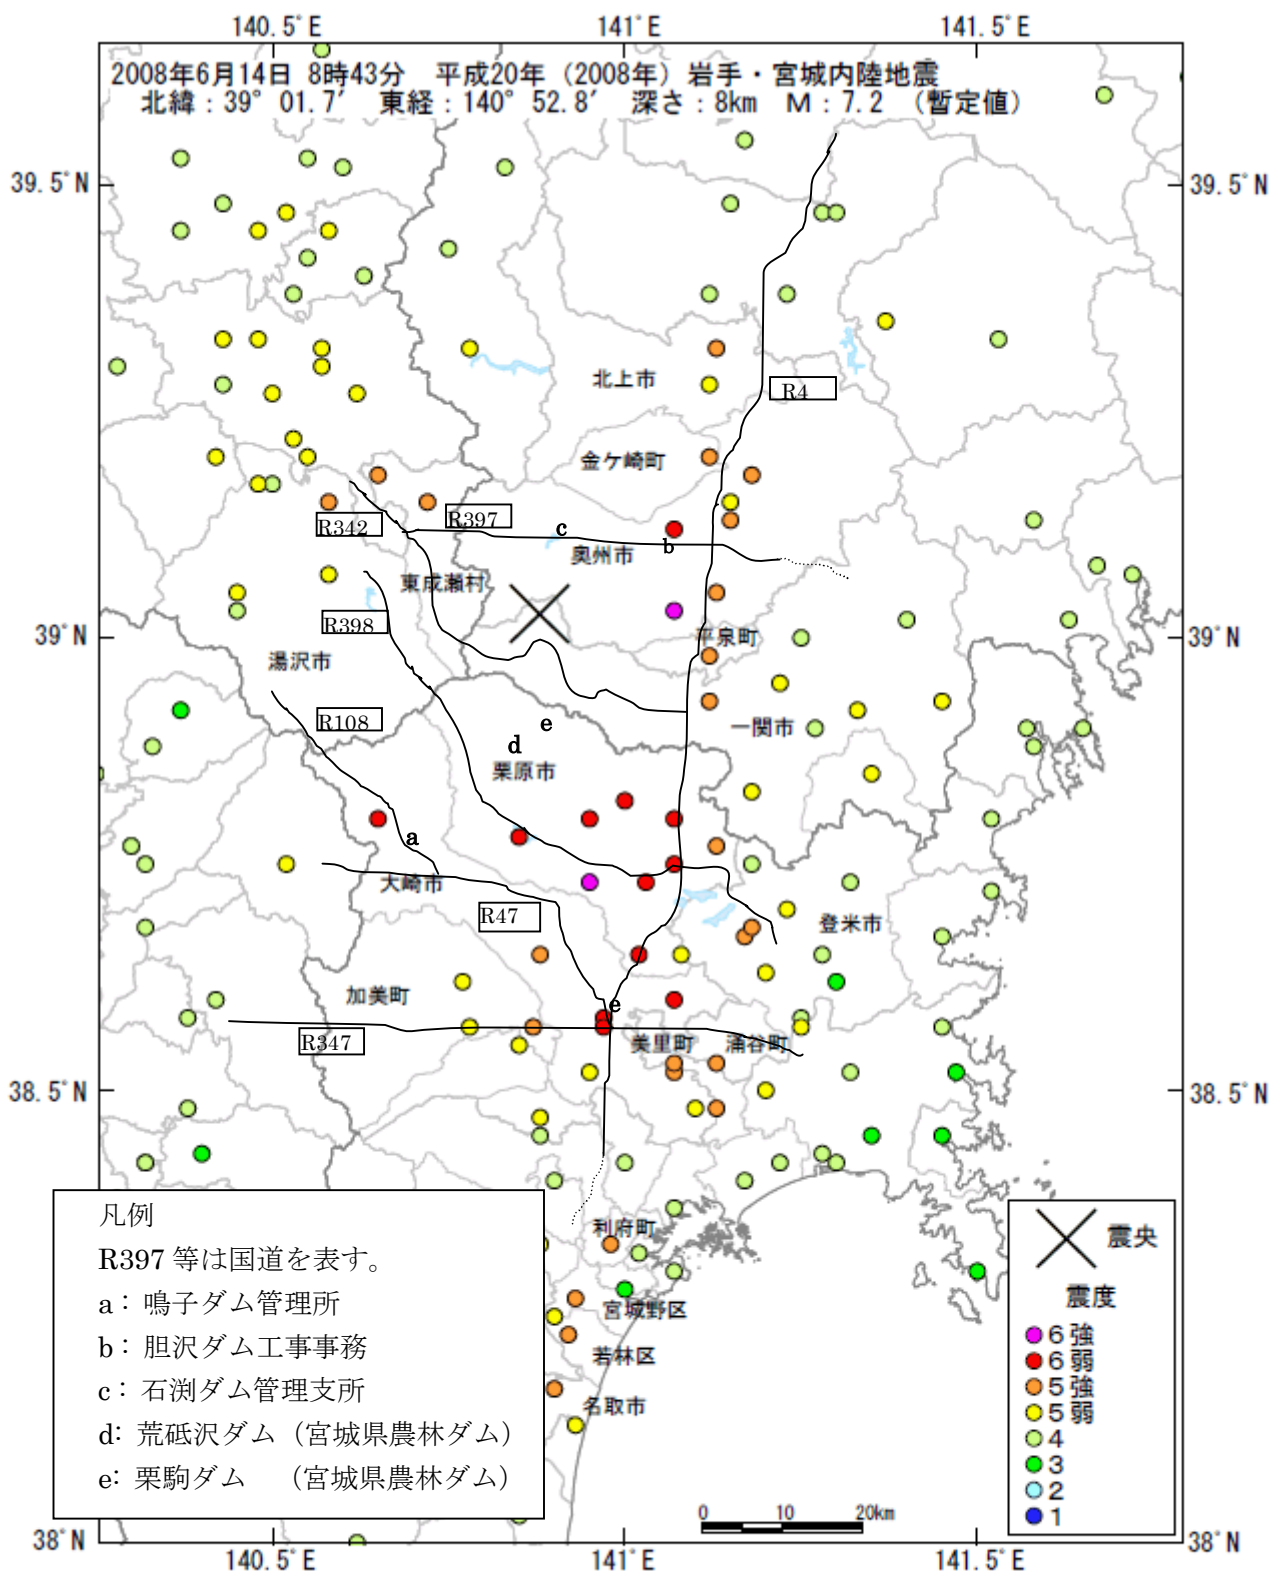 140.5°E 141°E 141.5°E
2008年6月14日 8時43分 平成20年（2008年）岩手・宮城内陸地震
北緯：39° 01.7′ 東経：140° 52.8′ 深さ：8km M：7.2 （暫定値）
39.5°N 39.5°N
北上市
R4
金ケ崎町
R342
R397
c
b
奥州市
東成瀬村
R398
39°N
平泉町
39°N
湯沢市
R108
e
一関市
d
栗原市
a
大崎市
R47
登米市
加美町
e
R347
美里町
涌谷町
38.5°N 38.5°N
凡例
R397 等は国道を表す。
a：鳴子ダム管理所
b：胆沢ダム工事事務
c：石渕ダム管理支所
d: 荒砥沢ダム（宮城県農林ダム）
e: 栗駒ダム （宮城県農林ダム）
利府町
宮城野区
若林区
名取市
震央
震度
6強
6弱
5強
5弱
4
3
2
1
0 10 20km
38°N 38°N
140.5°E 141°E 141.5°E